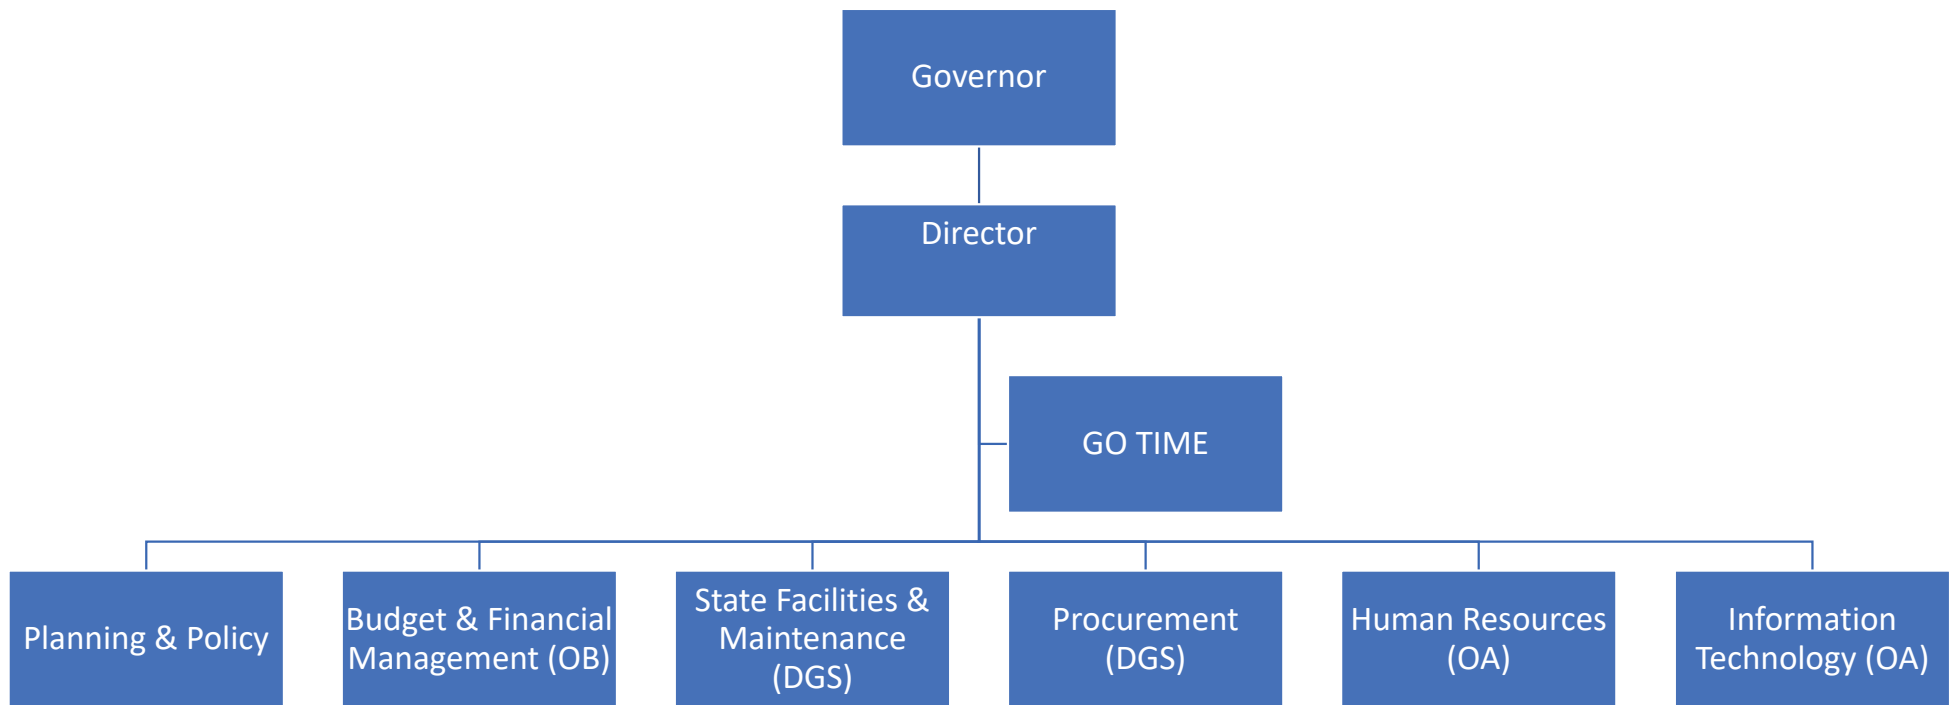 Governor
Director
GO TIME
Planning & Policy
Budget & Financial
Management (OB)
State Facilities &
Maintenance
(DGS)
Procurement
(DGS)
Human Resources
(OA)
Information
Technology (OA)